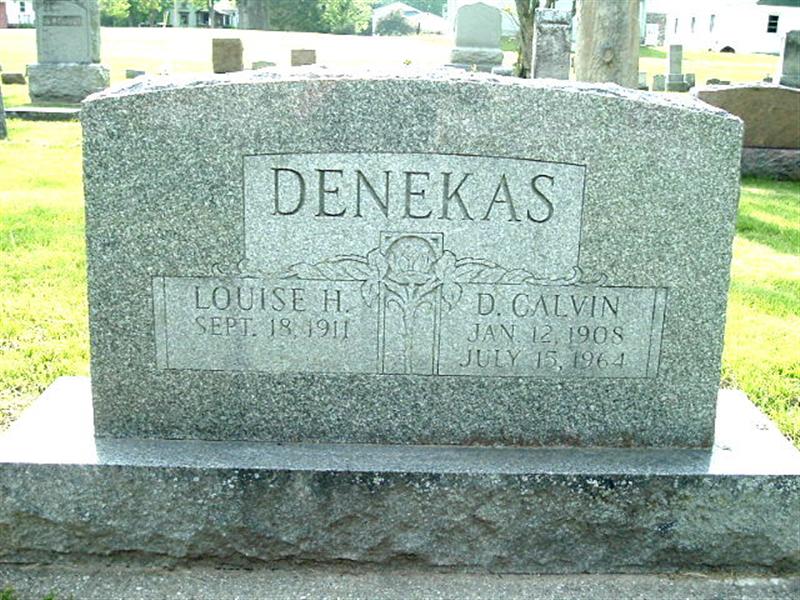 DENEKAS
LOUISE H.
SEPT. 18, 1911
D. CALVIN
JAN. 12, 1908
JULY 15, 1964